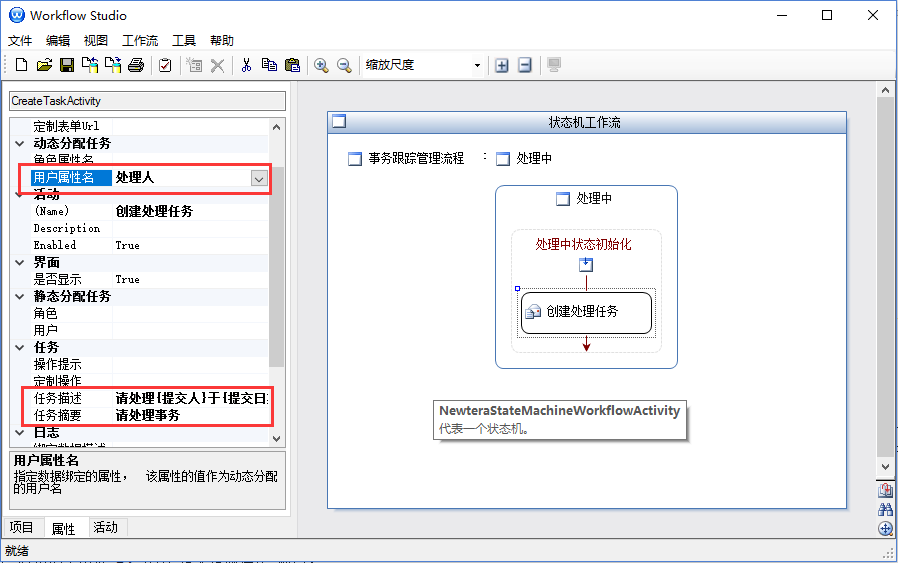 Workflow Studio
文件 编辑 视图 工作流 工具 帮助
缩放尺度
CreateTaskActivity
定制表单Url
动态分配任务
角色属性名
用户属性名 处理人
活动
(Name) 创建处理任务
Description
Enabled True
界面
是否显示 True
静态分配任务
角色
用户
任务
操作提示
定制操作
任务描述 请处理{提交人}于{提交日
任务摘要 请处理事务
日志
绑定数据描述
用户属性名
指定数据绑定的属性， 该属性的值作为动态分配
的用户名
项目 属性 活动
就绪
状态机工作流
事务跟踪管理流程 : 处理中
处理中
处理中状态初始化
创建处理任务
NewteraStateMachineWorkflowActivity
代表一个状态机。